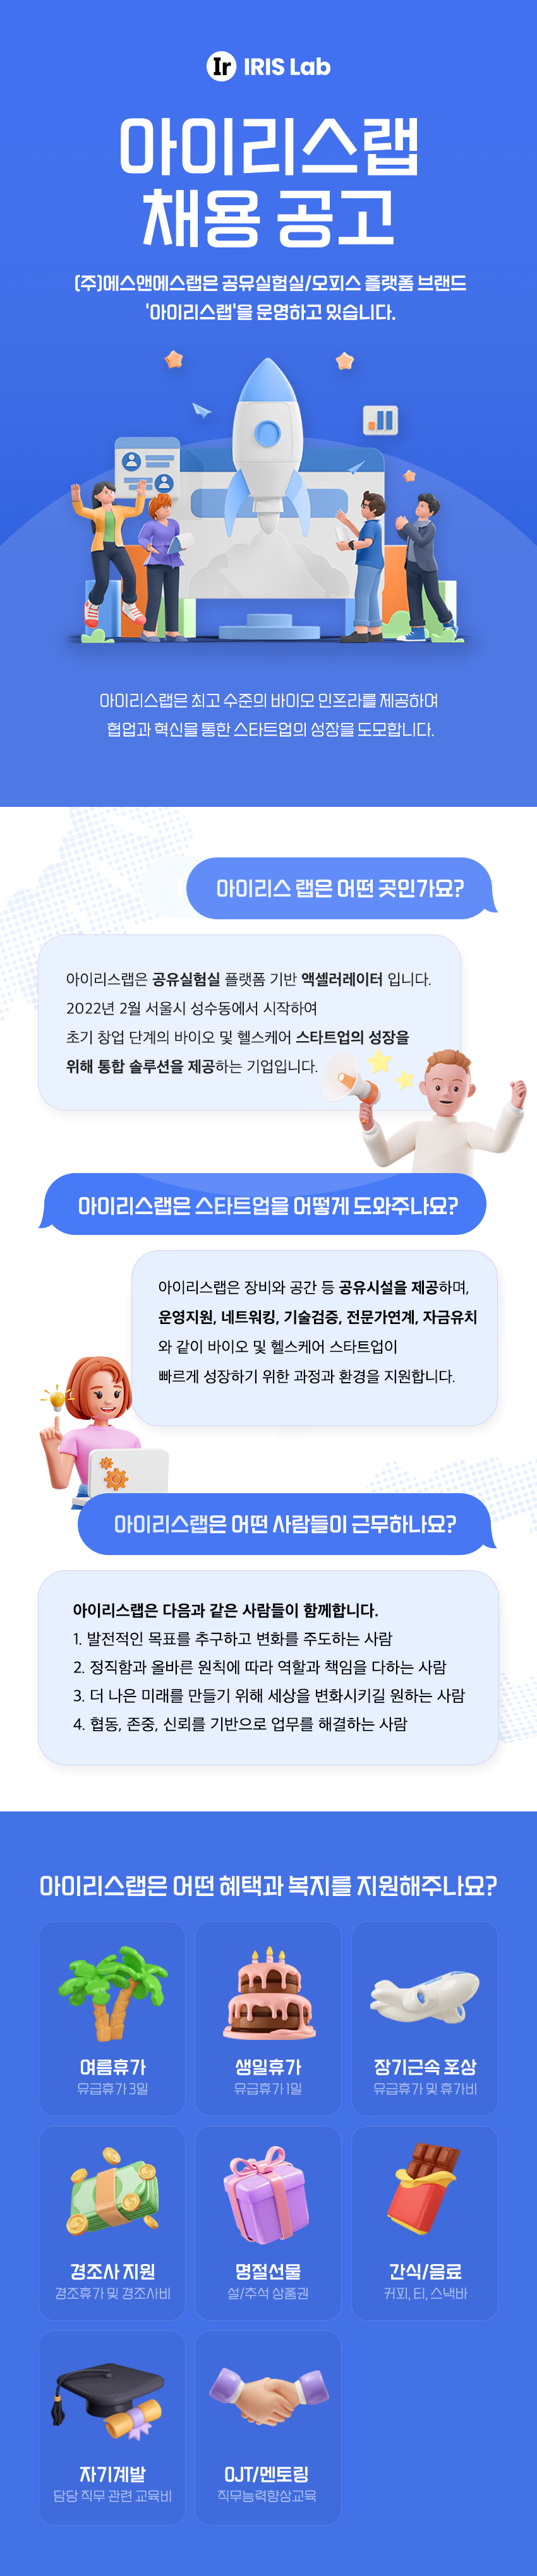 Ir IRIS Lab
아이리스랩
채용 공고
(주)에스앤에스랩은 공유실험실/오피스 플랫폼 브랜드
'아이리스랩'을 운영하고 있습니다.
아이리스랩은 최고 수준의 바이오 인프라를 제공하여
협업과 혁신을 통한 스타트업의 성장을 도모합니다.
아이리스 랩은 어떤 곳인가요?
아이리스랩은 공유실험실 플랫폼 기반 액셀러레이터 입니다.
2022년 2월 서울시 성수동에서 시작하여
초기 창업 단계의 바이오 및 헬스케어 스타트업의 성장을
위해 통합 솔루션을 제공하는 기업입니다.
아이리스랩은 스타트업을 어떻게 도와주나요?
아이리스랩은 장비와 공간 등 공유시설을 제공하며,
운영지원, 네트워킹, 기술검증, 전문가연계, 자금유치
와 같이 바이오 및 헬스케어 스타트업이
빠르게 성장하기 위한 과정과 환경을 지원합니다.
아이리스랩은 어떤 사람들이 근무하나요?
아이리스랩은 다음과 같은 사람들이 함께합니다.
1. 발전적인 목표를 추구하고 변화를 주도하는 사람
2. 정직함과 올바른 원칙에 따라 역할과 책임을 다하는 사람
3. 더 나은 미래를 만들기 위해 세상을 변화시키길 원하는 사람
4. 협동, 존중, 신뢰를 기반으로 업무를 해결하는 사람
아이리스랩은 어떤 혜택과 복지를 지원해주나요?
여름휴가
유급휴가 3일
생일휴가
유급휴가 1일
장기근속 포상
유급휴가 및 휴가비
경조사 지원
경조휴가 및 경조사비
명절선물
설/추석 상품권
간식/음료
커피, 티, 스낵바
자기계발
담당 직무 관련 교육비
OJT/멘토링
직무능력향상교육